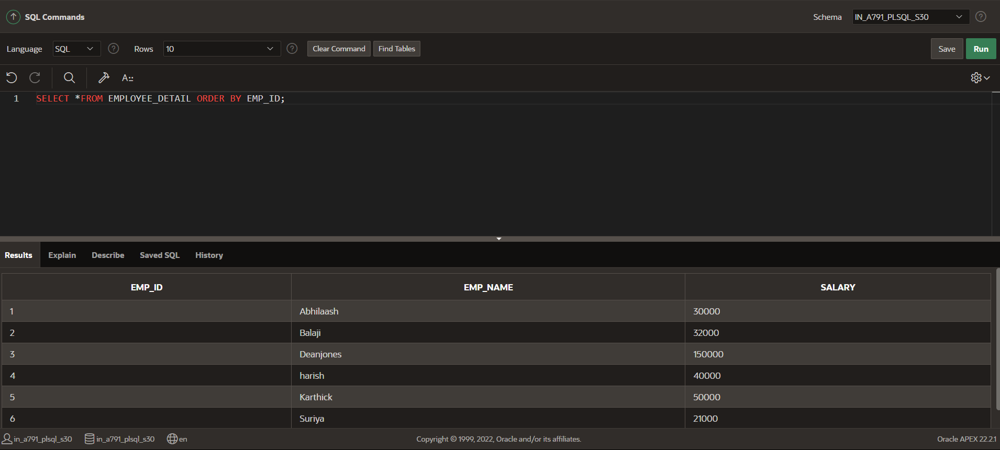 SQL Commands Schema IN_A791_PLSQL_S30
Language SQL Rows 10 Clear Command Find Tables Save Run
A::
1 SELECT *FROM EMPLOYEE_DETAIL ORDER BY EMP_ID;
Results Explain Describe Saved SQL History
EMP_ID EMP_NAME SALARY
1 Abhilaash 30000
2 Balaji 32000
3 Deanjones 150000
4 harish 40000
5 Karthick 50000
6 Suriya 21000
in_a791_plsql_s30 in_a791_plsql_s30 en Copyright © 1999, 2022, Oracle and/or its affiliates. Oracle APEX 22.2.1